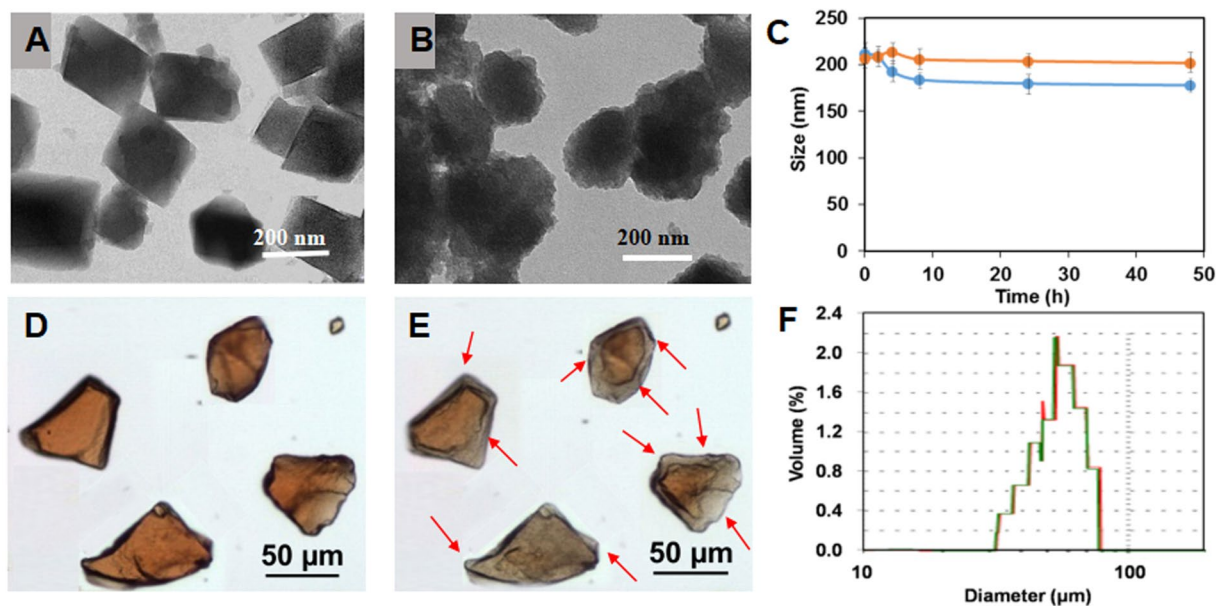 A
200 nm
B
200 nm
C
250
200
150
100
50
0
Size (nm)
0 10 20 30 40 50
Time (h)
D
50 µm
E
50 µm
F
2.4
2.0
1.6
1.2
0.8
0.4
0.0
Volume (%)
10 100
Diameter (µm)